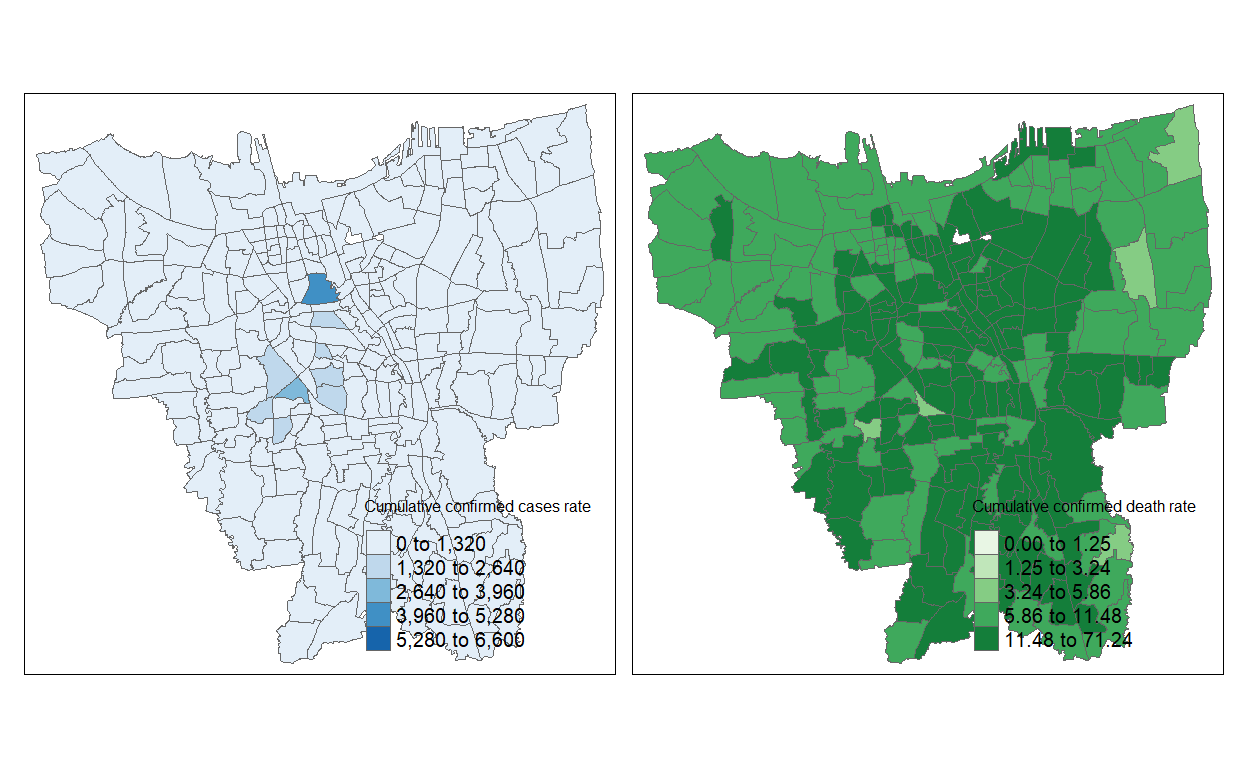 Cumulative confirmed cases rate
0 to 1,320
1,320 to 2,640
2,640 to 3,960
3,960 to 5,280
5,280 to 6,600
Cumulative confirmed death rate
0.00 to 1.25
1.25 to 3.24
3.24 to 5.86
5.86 to 11.48
11.48 to 71.24